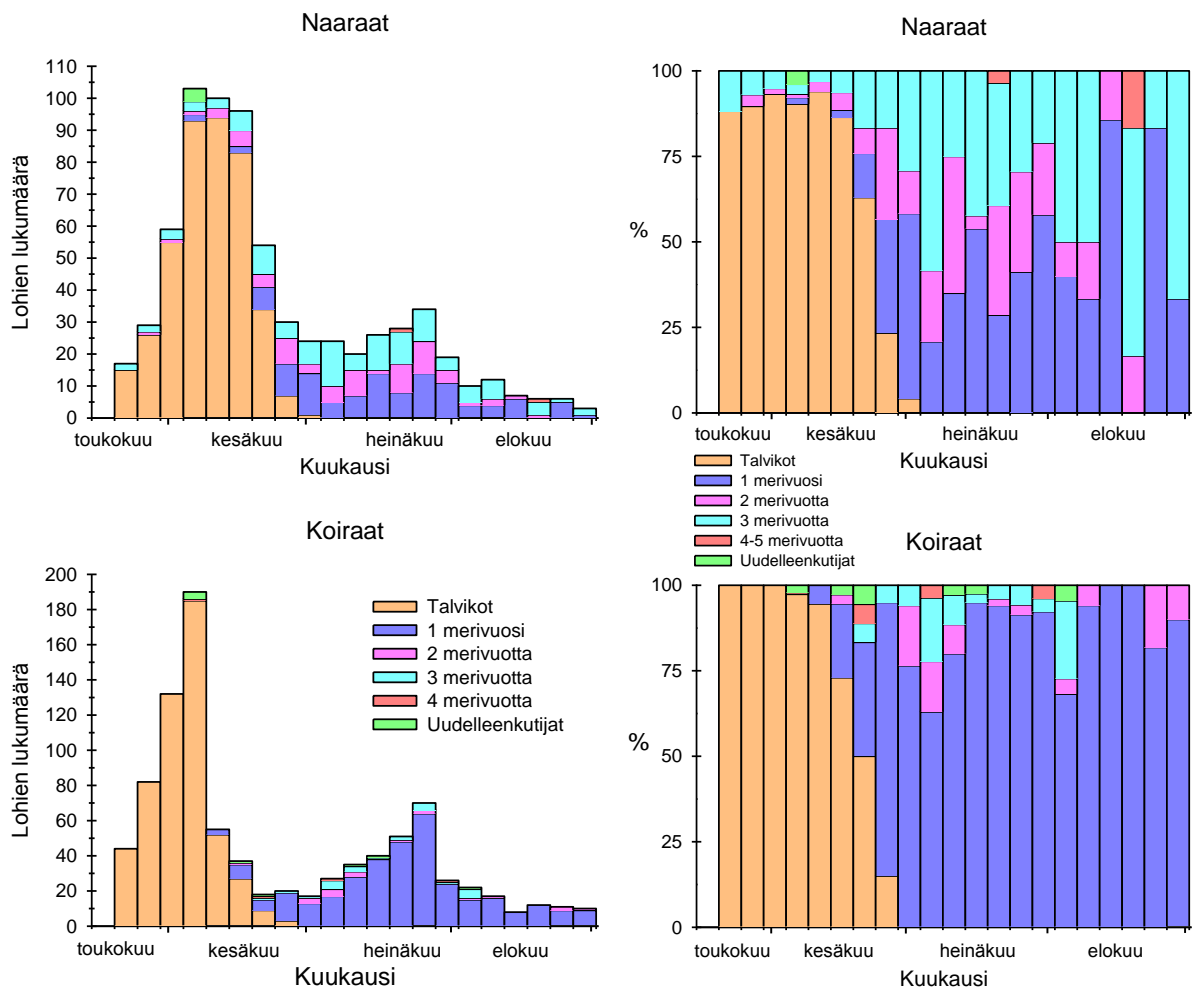 Naaraat
110
100
90
80
70
60
50
40
30
20
10
0
Lohien lukumäärä
toukokuu kesäkuu heinäkuu elokuu
Kuukausi
Naaraat
100
75
50
25
0
%
toukokuu kesäkuu heinäkuu elokuu
Kuukausi
Talvikot
1 merivuosi
2 merivuotta
3 merivuotta
4-5 merivuotta
Uudelleenkutijat
Koiraat
200
180
160
140
120
100
80
60
40
20
0
Lohien lukumäärä
Talvikot
1 merivuosi
2 merivuotta
3 merivuotta
4 merivuotta
Uudelleenkutijat
toukokuu kesäkuu heinäkuu elokuu
Kuukausi
Koiraat
100
75
50
25
0
%
toukokuu kesäkuu heinäkuu elokuu
Kuukausi